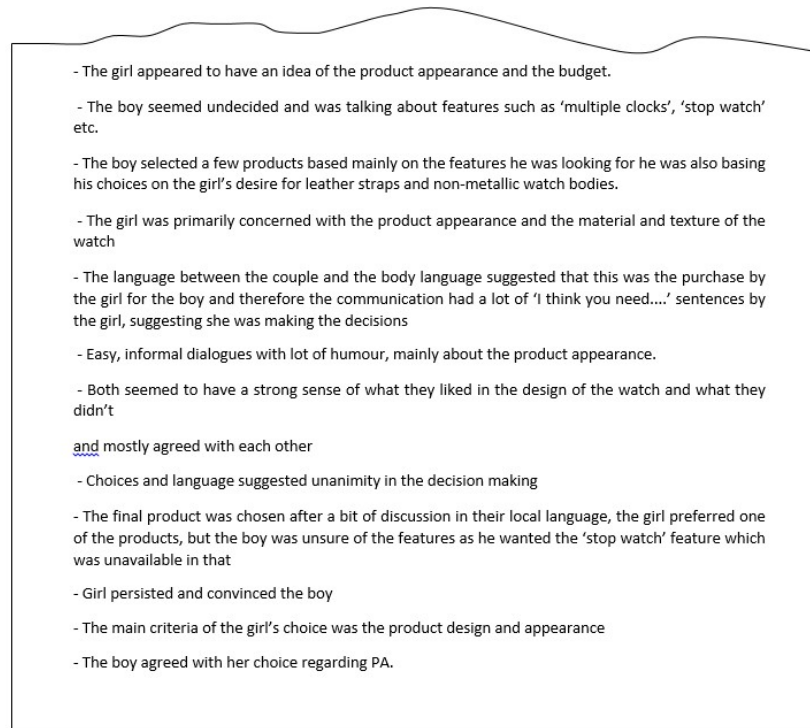 - The girl appeared to have an idea of the product appearance and the budget.
- The boy seemed undecided and was talking about features such as ‘multiple clocks’, ‘stop watch’
etc.
- The boy selected a few products based mainly on the features he was looking for he was also basing
his choices on the girl’s desire for leather straps and non-metallic watch bodies.
- The girl was primarily concerned with the product appearance and the material and texture of the
watch
- The language between the couple and the body language suggested that this was the purchase by
the girl for the boy and therefore the communication had a lot of ‘I think you need....’ sentences by
the girl, suggesting she was making the decisions
- Easy, informal dialogues with lot of humour, mainly about the product appearance.
- Both seemed to have a strong sense of what they liked in the design of the watch and what they
didn’t
and mostly agreed with each other
- Choices and language suggested unanimity in the decision making
- The final product was chosen after a bit of discussion in their local language, the girl preferred one
of the products, but the boy was unsure of the features as he wanted the ‘stop watch’ feature which
was unavailable in that
- Girl persisted and convinced the boy
- The main criteria of the girl’s choice was the product design and appearance
- The boy agreed with her choice regarding PA.